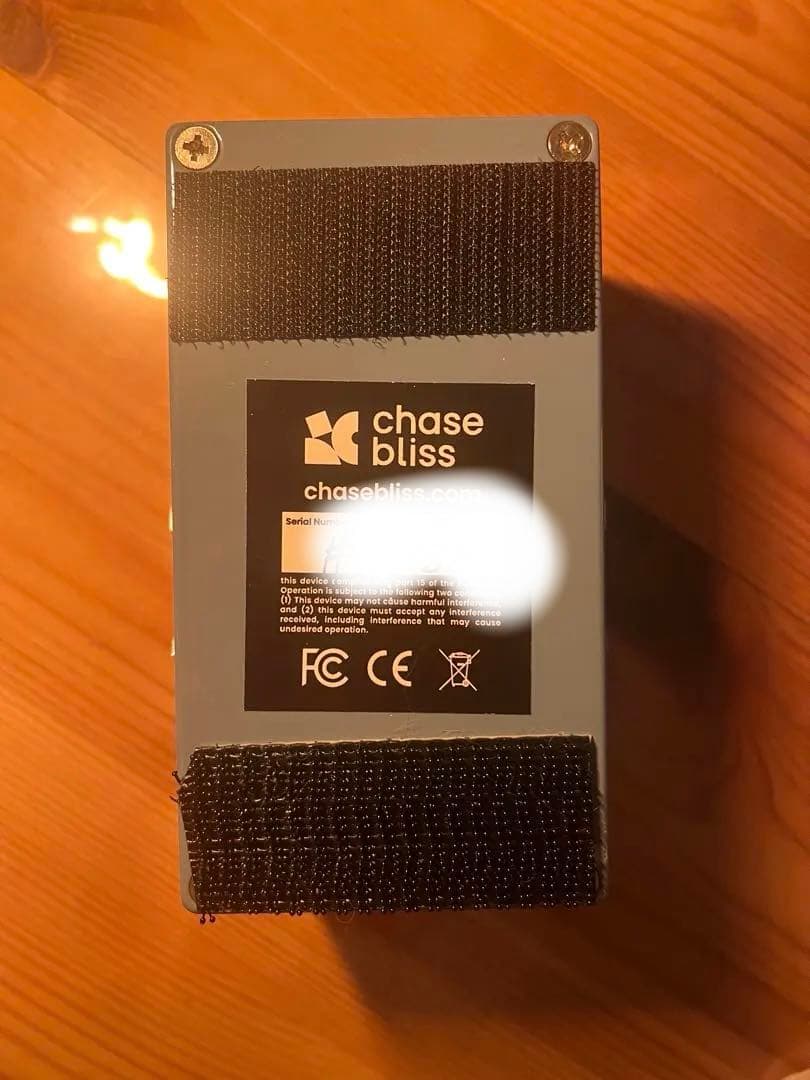 chase
bliss
chasebliss.com
Serial
this device part 15 of the
Operation is subject to the following two
(1) This device may not cause harmful
and (2) this device must accept any interference
received, including interference that may cause
undesired operation.
FC CE